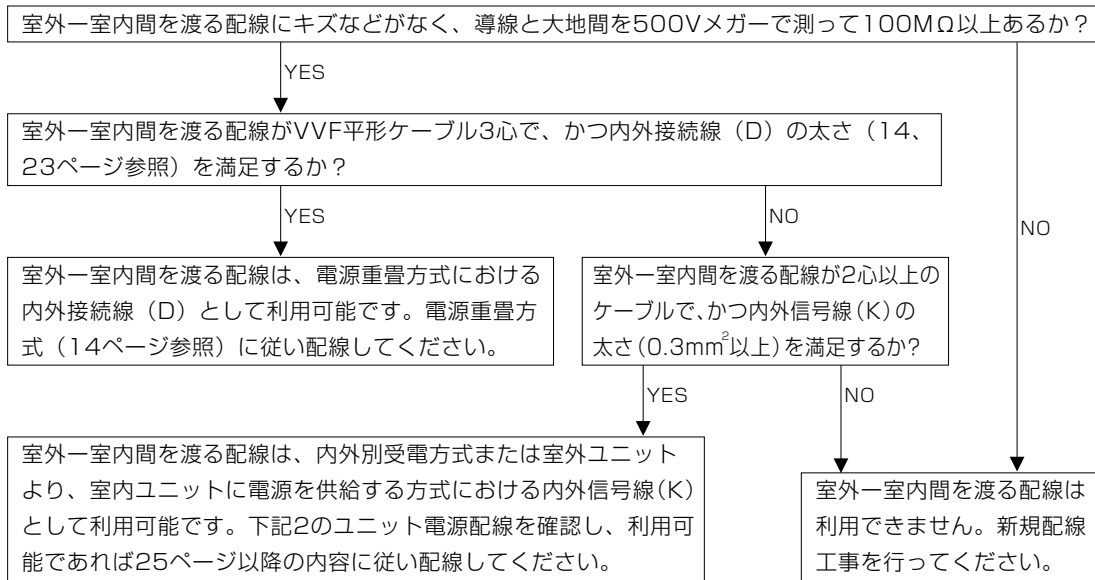 室外ー室内間を渡る配線にキズなどがなく、導線と大地間を500Vメガーで測って100MΩ以上あるか？
YES
室外ー室内間を渡る配線がVVF平形ケーブル3心で、かつ内外接続線（D）の太さ（14、
23ページ参照）を満足するか？
YES
NO
NO
室外ー室内間を渡る配線は、電源重畳方式における
内外接続線（D）として利用可能です。電源重畳方
式（14ページ参照）に従い配線してください。
室外ー室内間を渡る配線が2心以上の
ケーブルで、かつ内外信号線（K）の
太さ（0.3mm²以上）を満足するか?
YES
NO
室外ー室内間を渡る配線は、内外別受電方式または室外ユニット
より、室内ユニットに電源を供給する方式における内外信号線（K）
として利用可能です。下記2のユニット電源配線を確認し、利用可
能であれば25ページ以降の内容に従い配線してください。
室外ー室内間を渡る配線は
利用できません。新規配線
工事を行ってください。